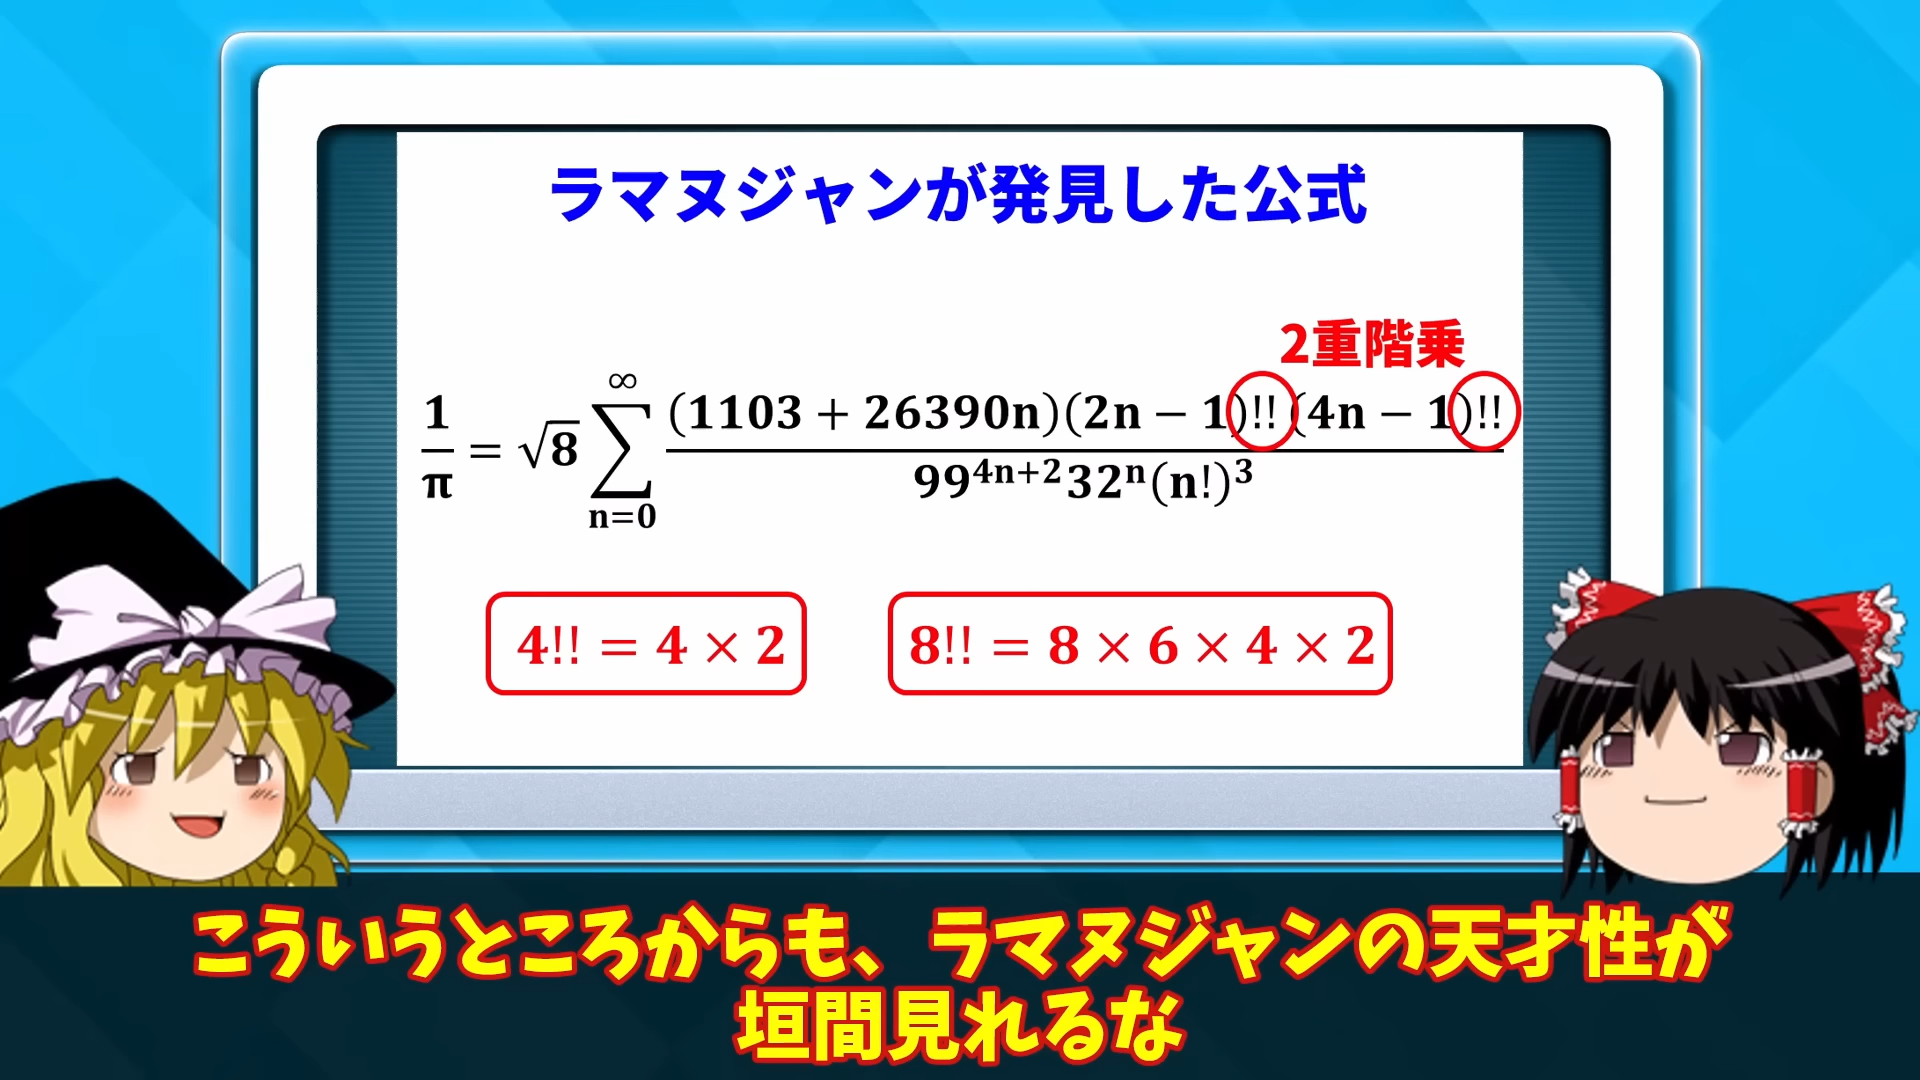 ラマヌジャンが発見した公式
2重階乗
1/π = √8 ∑_{n=0}^{∞} (1103 + 26390n)(2n − 1)!! (4n − 1)!! / 99^{4n+2}32^{n}(n!)^{3}
4!! = 4 × 2
8!! = 8 × 6 × 4 × 2
こういうところからも、ラマヌジャンの天才性が
垣間見れるな